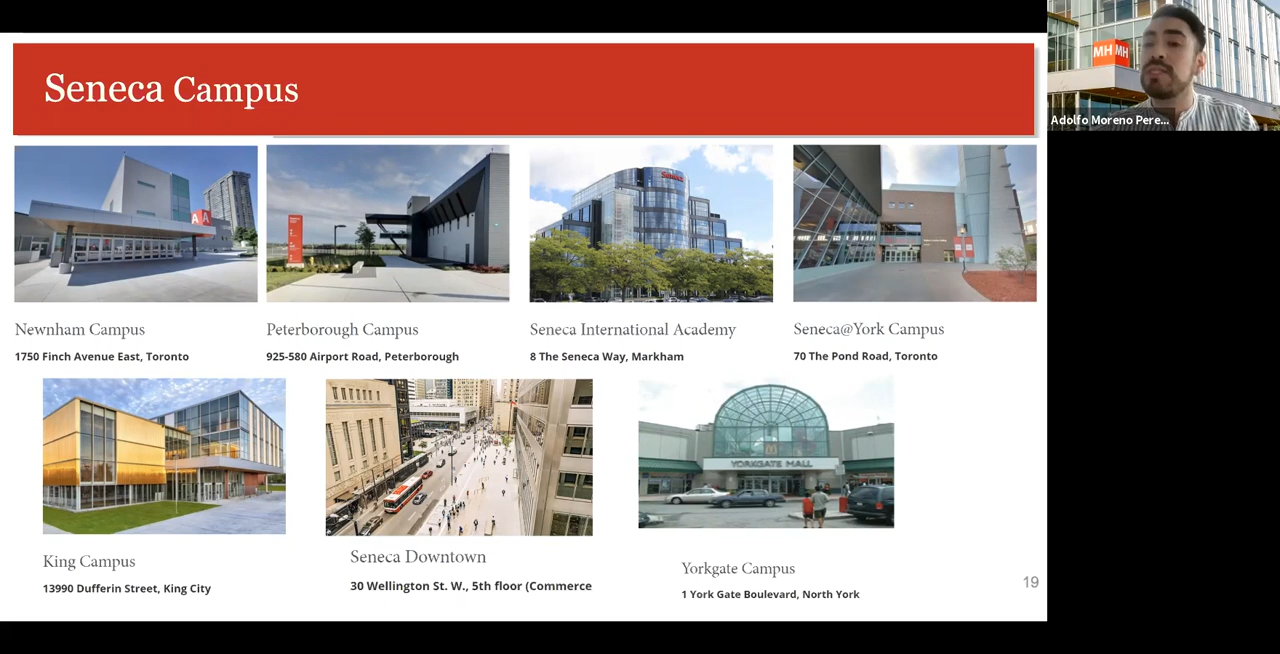 Seneca Campus
MH MH
Adolfo Moreno Pere...
A A
Seneca
Newnham Campus
1750 Finch Avenue East, Toronto
Peterborough Campus
925-580 Airport Road, Peterborough
Seneca International Academy
8 The Seneca Way, Markham
Seneca@York Campus
70 The Pond Road, Toronto
YORKGATE MALL
King Campus
13990 Dufferin Street, King City
Seneca Downtown
30 Wellington St. W., 5th floor (Commerce
Yorkgate Campus
1 York Gate Boulevard, North York
19